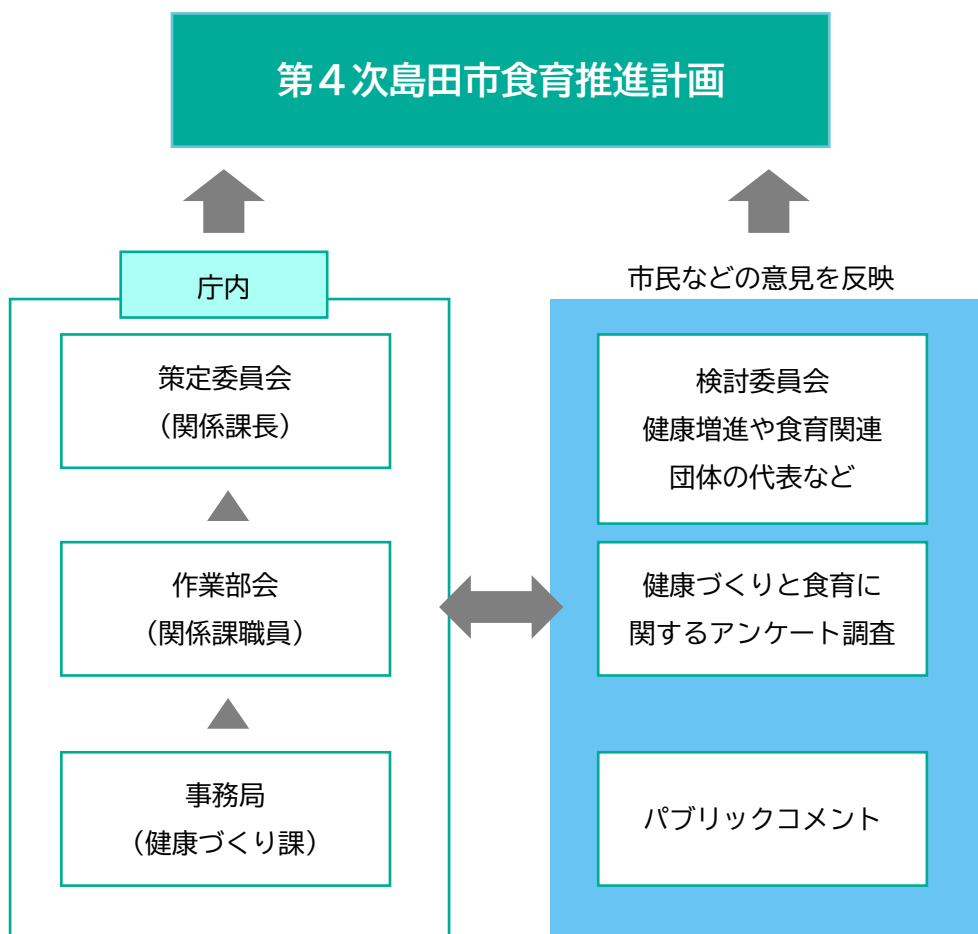 第４次島田市食育推進計画
庁内
策定委員会
（関係課長）
作業部会
（関係課職員）
事務局
（健康づくり課）
市民などの意見を反映
検討委員会
健康増進や食育関連
団体の代表など
健康づくりと食育に
関するアンケート調査
パブリックコメント